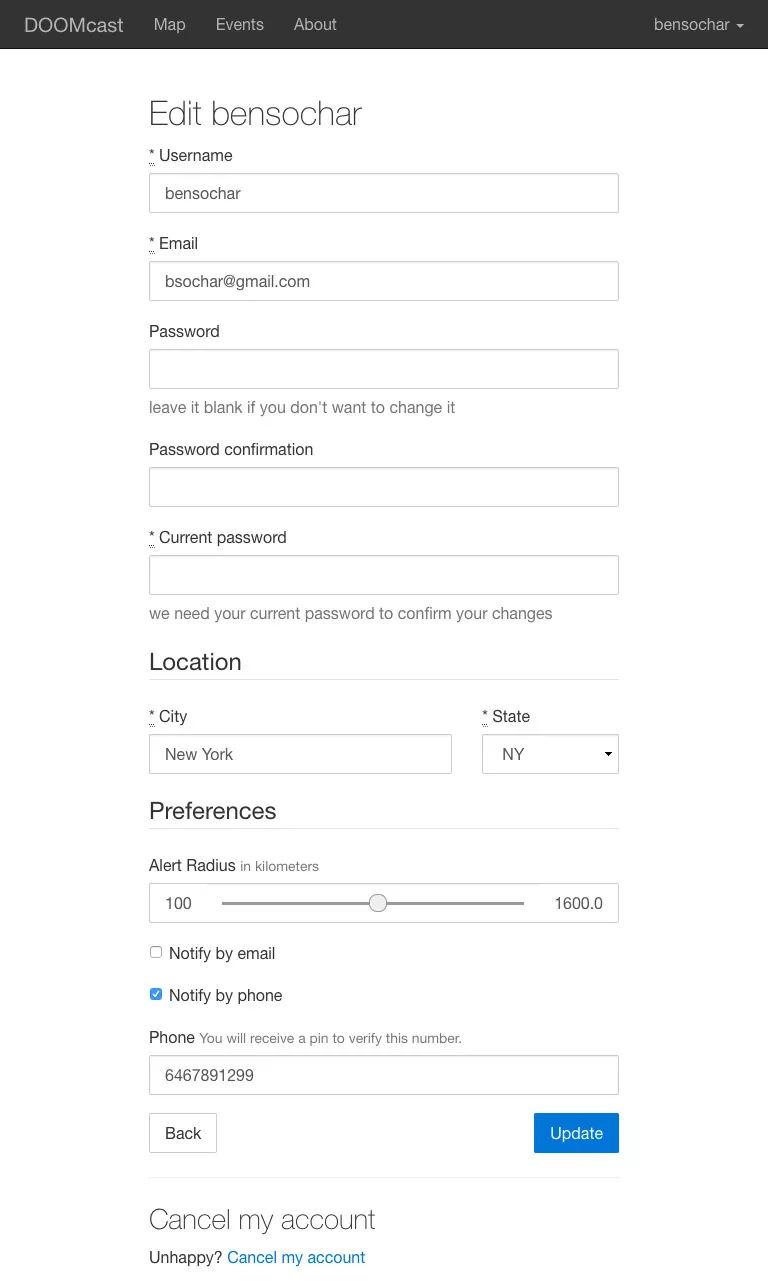 DOOMcast Map Events About bensochar
Edit bensochar
* Username
bensochar
* Email
bsochar@gmail.com
Password
leave it blank if you don't want to change it
Password confirmation
* Current password
we need your current password to confirm your changes
Location
* City * State
New York NY
Preferences
Alert Radius in kilometers
100 1600.0
Notify by email
Notify by phone
Phone You will receive a pin to verify this number.
6467891299
Back Update
Cancel my account
Unhappy? Cancel my account